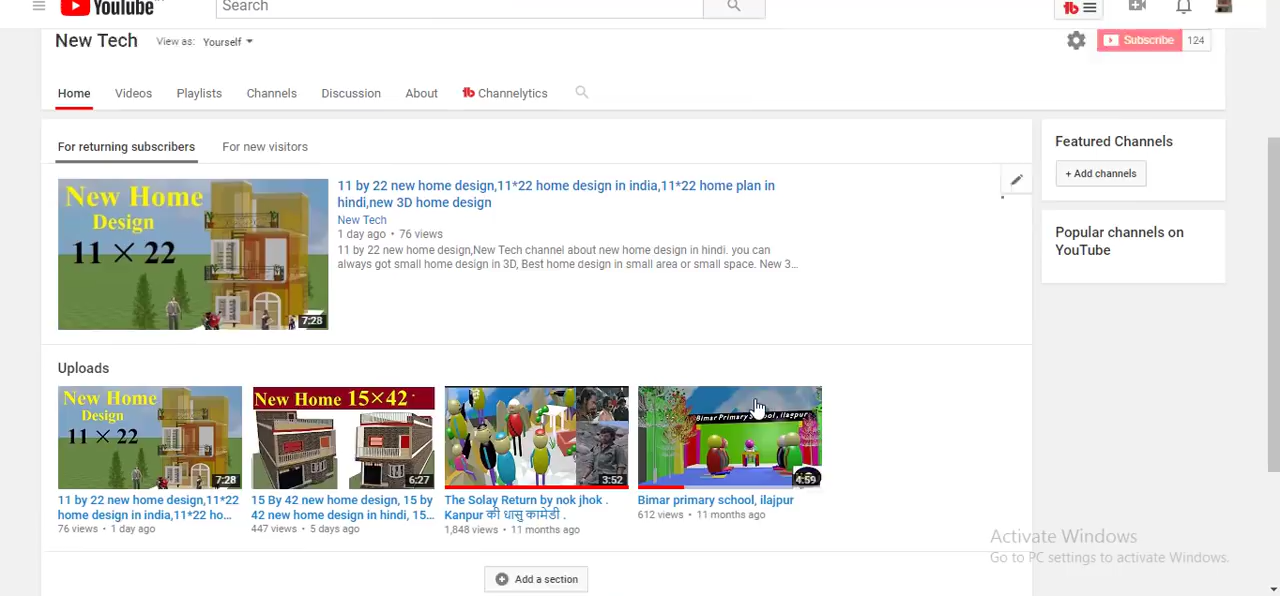 YouTube
Search
New Tech
View as: Yourself
Subscribe 124
Home Videos Playlists Channels Discussion About Channelytics
For returning subscribers For new visitors
New Home
Design
11 × 22
7:28
11 by 22 new home design,11*22 home design in india,11*22 home plan in
hindi,new 3D home design
New Tech
1 day ago • 76 views
11 by 22 new home design,New Tech channel about new home design in hindi. you can
always got small home design in 3D, Best home design in small area or small space. New 3...
Featured Channels
+ Add channels
Popular channels on
YouTube
Uploads
New Home
Design
11 × 22
7:28
11 by 22 new home design,11*22
home design in india,11*22 ho...
76 views • 1 day ago
New Home 15×42
6:27
15 By 42 new home design, 15 by
42 new home design in hindi, 15...
447 views • 5 days ago
3:52
The Solay Return by nok jhok .
Kanpur की धासु कामेडी .
1,848 views • 11 months ago
Bimar Primary School, ilajpur
4:59
Bimar primary school, ilajpur
612 views • 11 months ago
Add a section
Activate Windows
Go to PC settings to activate Windows.